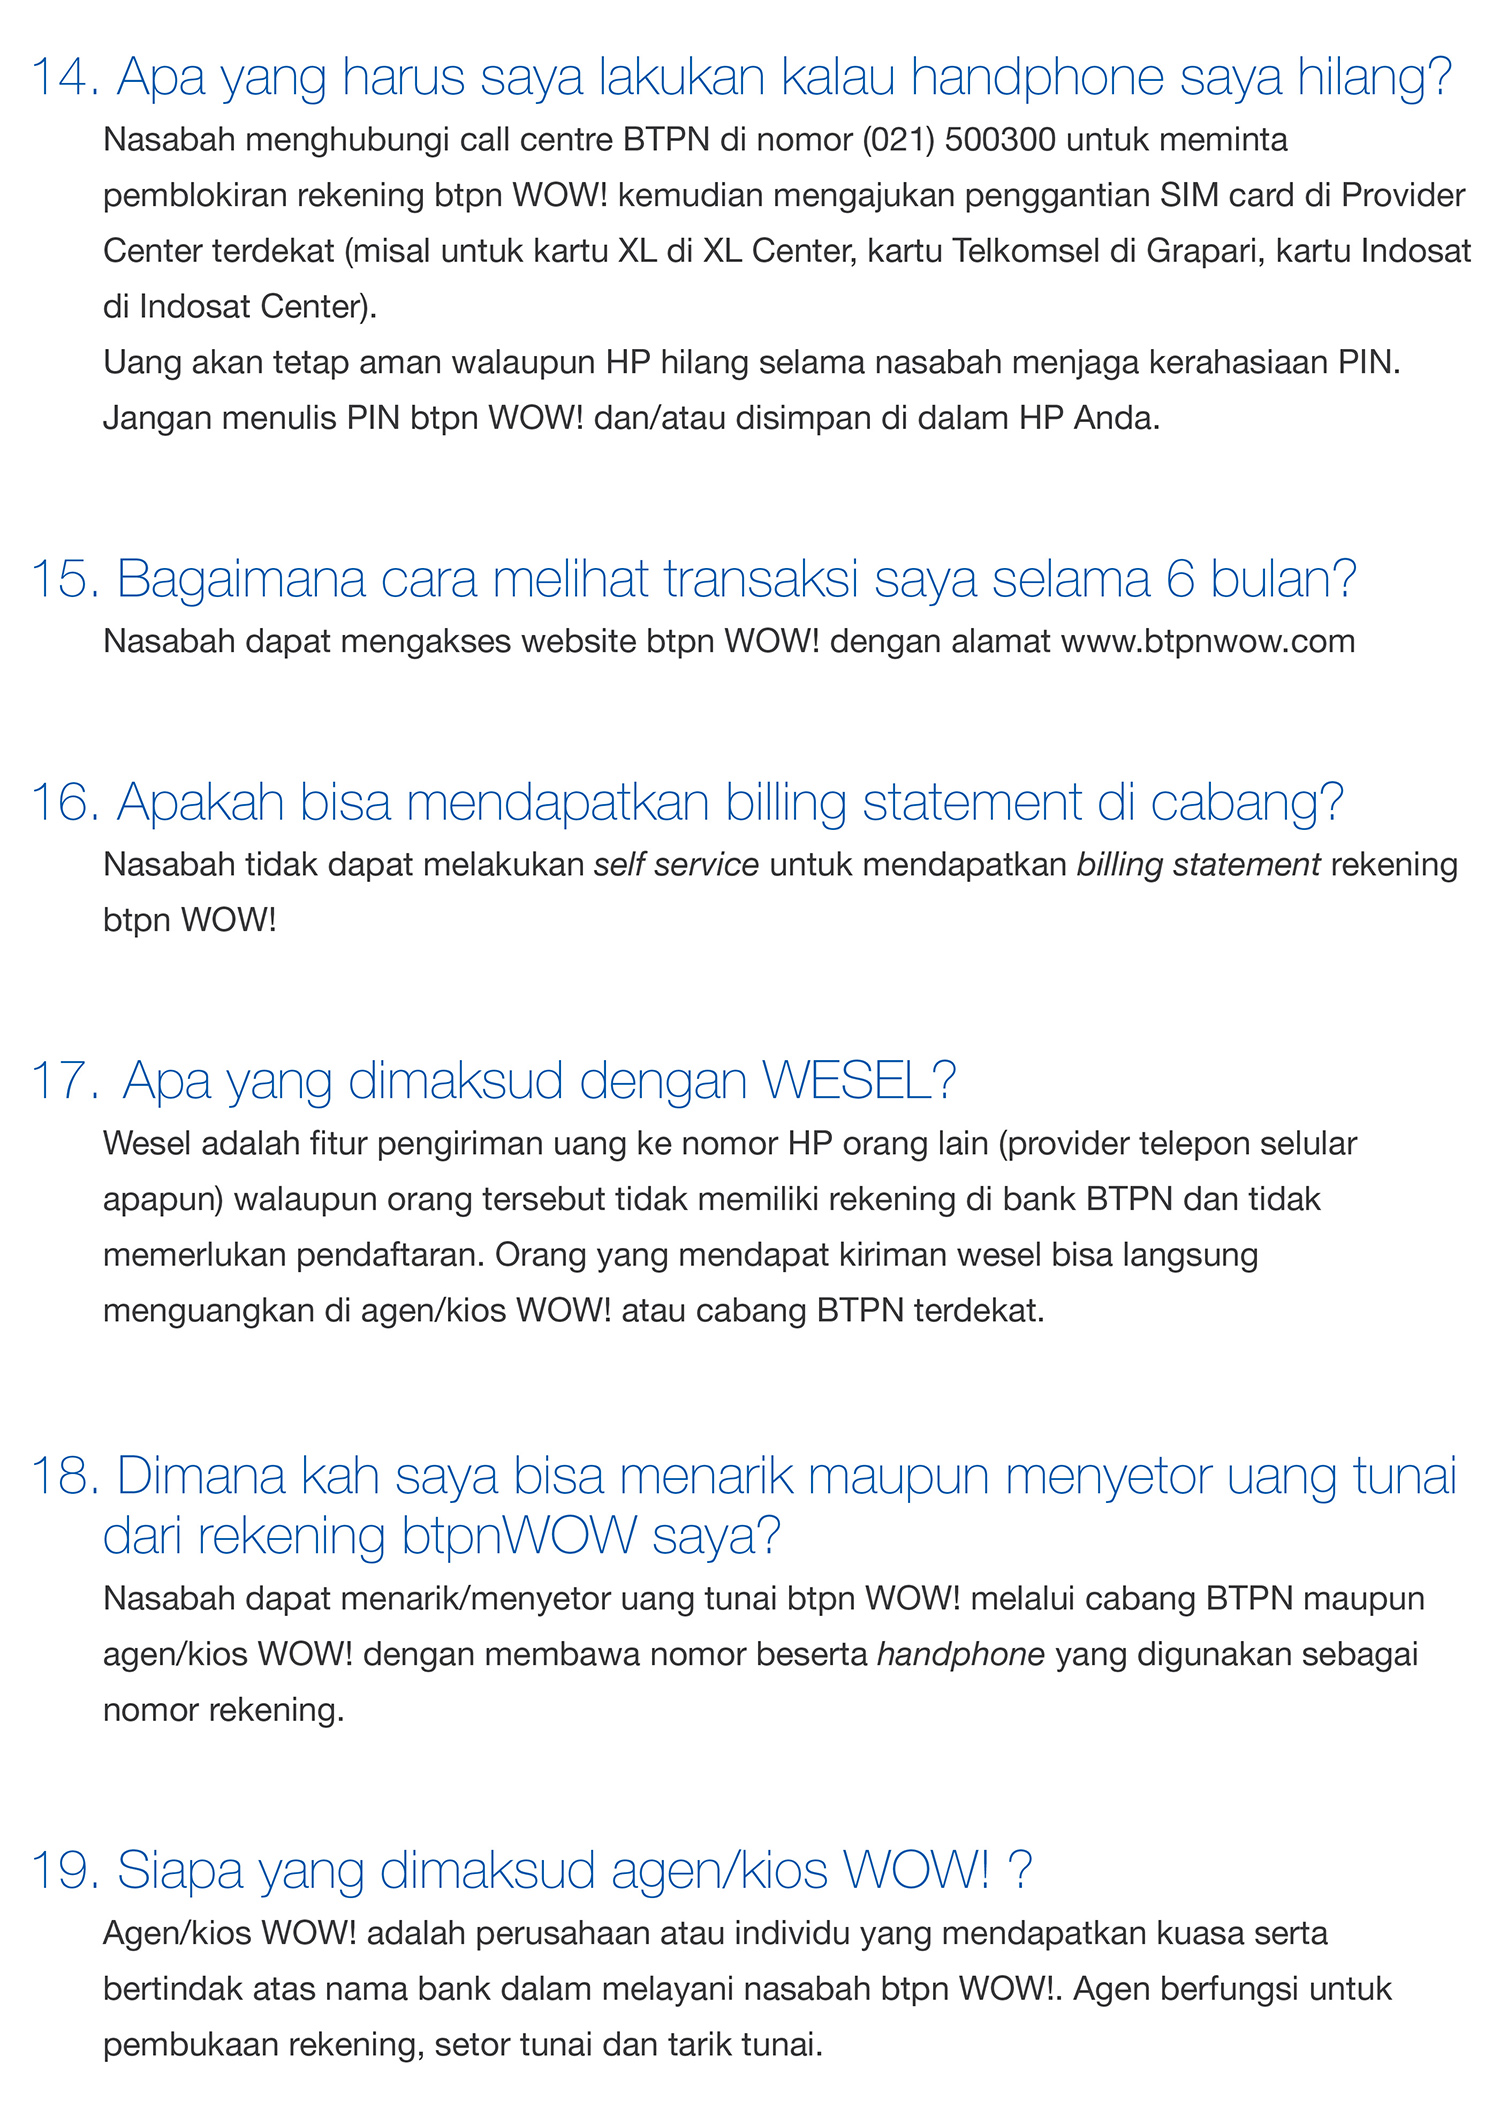 14. Apa yang harus saya lakukan kalau handphone saya hilang?
Nasabah menghubungi call centre BTPN di nomor (021) 500300 untuk meminta
pemblokiran rekening btpn WOW! kemudian mengajukan penggantian SIM card di Provider
Center terdekat (misal untuk kartu XL di XL Center, kartu Telkomsel di Grapari, kartu Indosat
di Indosat Center).
Uang akan tetap aman walaupun HP hilang selama nasabah menjaga kerahasiaan PIN.
Jangan menulis PIN btpn WOW! dan/atau disimpan di dalam HP Anda.
15. Bagaimana cara melihat transaksi saya selama 6 bulan?
Nasabah dapat mengakses website btpn WOW! dengan alamat www.btpnwow.com
16. Apakah bisa mendapatkan billing statement di cabang?
Nasabah tidak dapat melakukan self service untuk mendapatkan billing statement rekening
btpn WOW!
17. Apa yang dimaksud dengan WESEL?
Wesel adalah fitur pengiriman uang ke nomor HP orang lain (provider telepon selular
apapun) walaupun orang tersebut tidak memiliki rekening di bank BTPN dan tidak
memerlukan pendaftaran. Orang yang mendapat kiriman wesel bisa langsung
menguangkan di agen/kios WOW! atau cabang BTPN terdekat.
18. Dimana kah saya bisa menarik maupun menyetor uang tunai
dari rekening btpnWOW saya?
Nasabah dapat menarik/menyetor uang tunai btpn WOW! melalui cabang BTPN maupun
agen/kios WOW! dengan membawa nomor beserta handphone yang digunakan sebagai
nomor rekening.
19. Siapa yang dimaksud agen/kios WOW! ?
Agen/kios WOW! adalah perusahaan atau individu yang mendapatkan kuasa serta
bertindak atas nama bank dalam melayani nasabah btpn WOW!. Agen berfungsi untuk
pembukaan rekening, setor tunai dan tarik tunai.